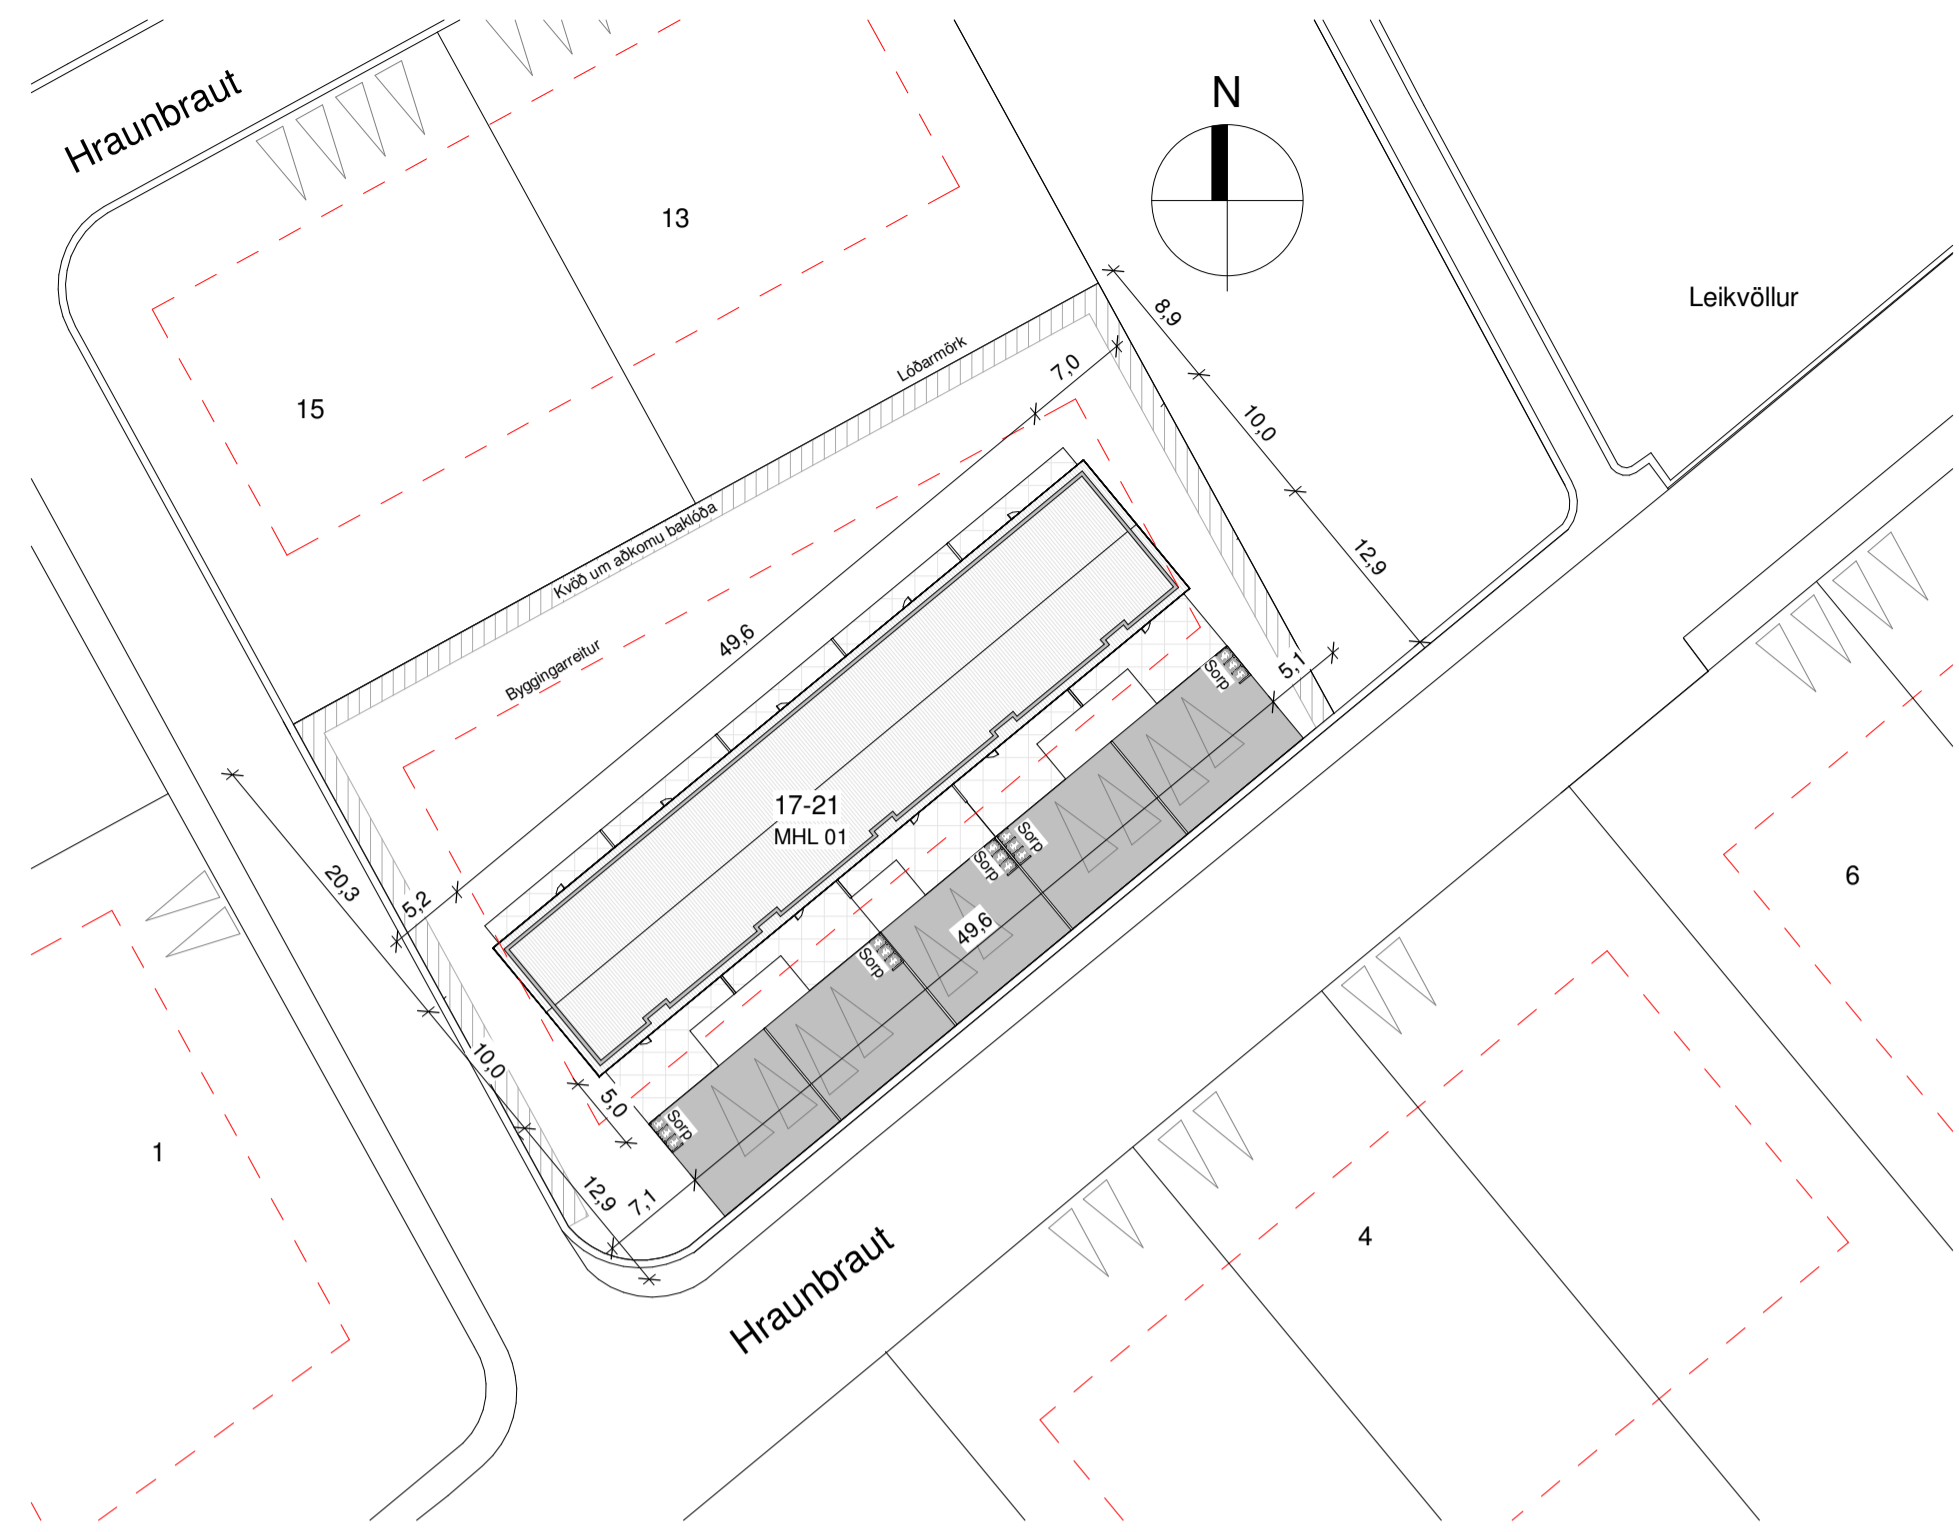 Hraunbraut
N
13
Leikvöllur
8,9
Lóðarmörk
7,0
15
10,0
Kvöð um aðkomu baklóða
12,9
49,6
Byggingarreitur
Sorp
5,1
17-21
MHL 01
Sorp
Sorp
6
20,3
5,2
49,6
Sorp
10,0
5,0
Sorp
1
12,9
7,1
4
Hraunbraut